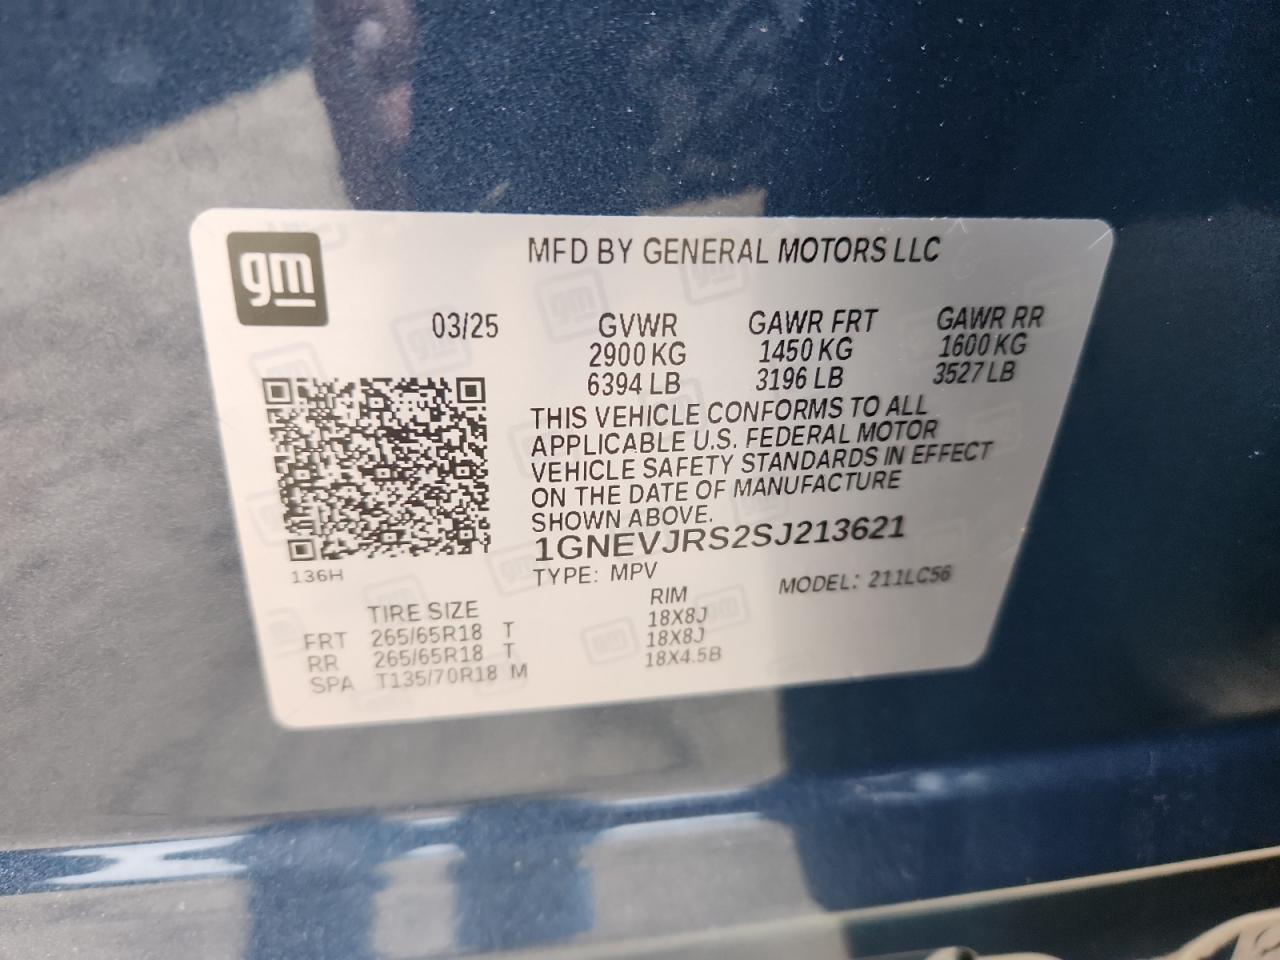 gm
MFD BY GENERAL MOTORS LLC
03/25 GVWR GAWR FRT GAWR RR
2900 KG 1450 KG 1600 KG
6394 LB 3196 LB 3527 LB
THIS VEHICLE CONFORMS TO ALL
APPLICABLE U.S. FEDERAL MOTOR
VEHICLE SAFETY STANDARDS IN EFFECT
ON THE DATE OF MANUFACTURE
SHOWN ABOVE.
1GNEVJRS2SJ213621
136H
TYPE: MPV MODEL: 211LC56
TIRE SIZE RIM
FRT 265/65R18 T 18X8J
RR 265/65R18 T 18X8J
SPA T135/70R18 M 18X4.5B